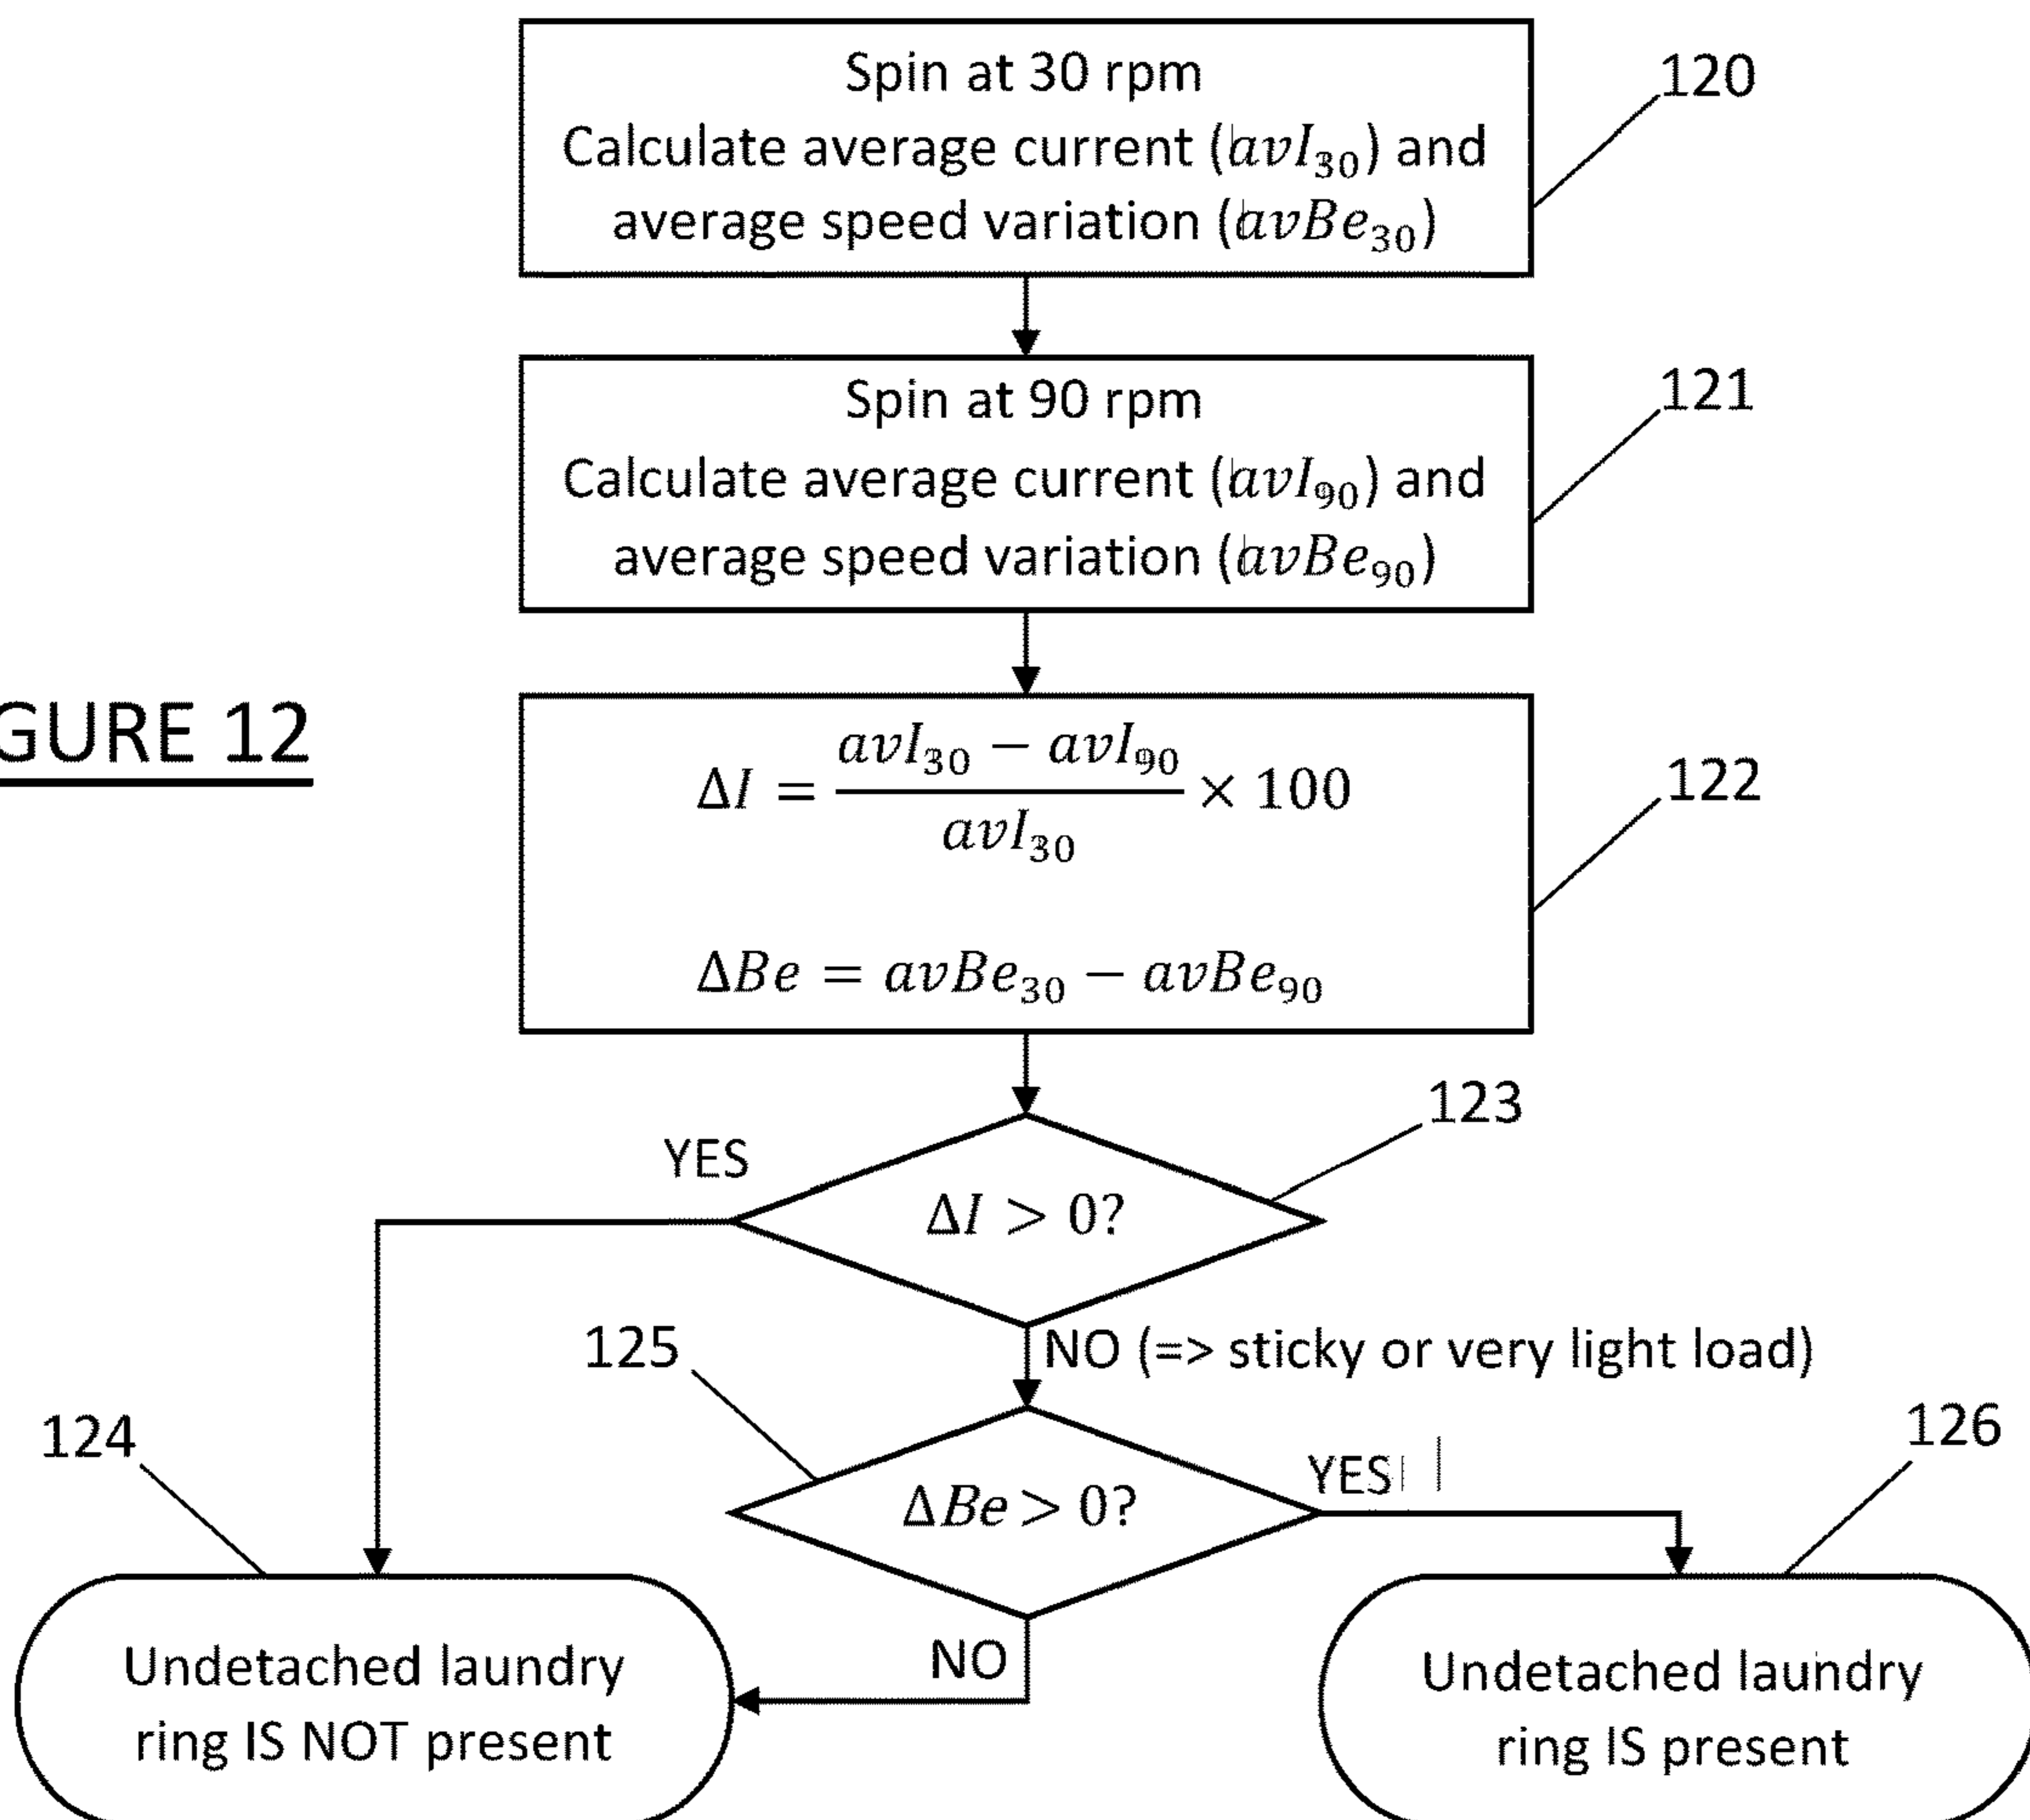 Spin at 30 rpm
Calculate average current (avI₃₀) and
average speed variation (avBe₃₀)
120
Spin at 90 rpm
Calculate average current (avI₉₀) and
average speed variation (avBe₉₀)
121
GURE 12
ΔI = (avI₃₀ − avI₉₀) / avI₃₀ × 100
ΔBe = avBe₃₀ − avBe₉₀
122
123
YES
ΔI > 0?
NO (=> sticky or very light load)
125
124
126
YES
ΔBe > 0?
NO
Undetached laundry
ring IS NOT present
Undetached laundry
ring IS present